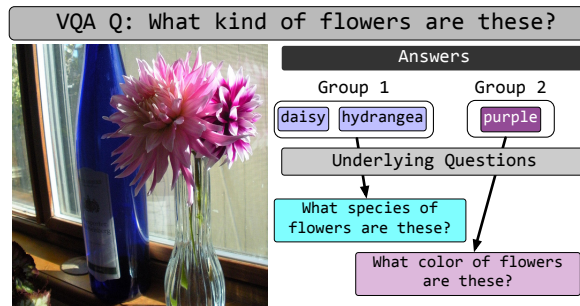 VQA Q: What kind of flowers are these?
Answers
Group 1
Group 2
daisy
hydrangea
purple
Underlying Questions
What species of
flowers are these?
What color of flowers
are these?